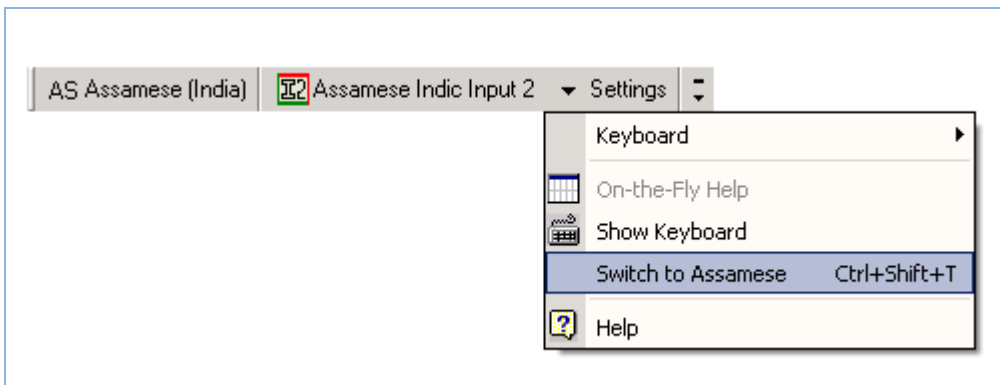 AS Assamese (India) I2 Assamese Indic Input 2 Settings
Keyboard
On-the-Fly Help
Show Keyboard
Switch to Assamese Ctrl+Shift+T
Help